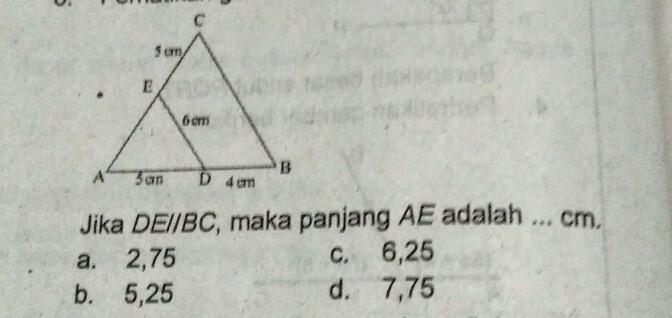 C
5 cm
E
6 cm
A 5 cm D 4 cm B
Jika DE//BC, maka panjang AE adalah ... cm.
a. 2,75 c. 6,25
b. 5,25 d. 7,75